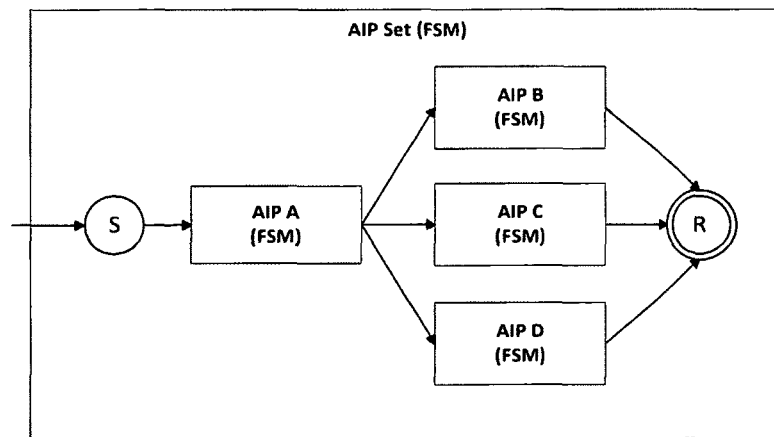 AIP Set (FSM)
AIP B
(FSM)
S
AIP A
(FSM)
AIP C
(FSM)
R
AIP D
(FSM)